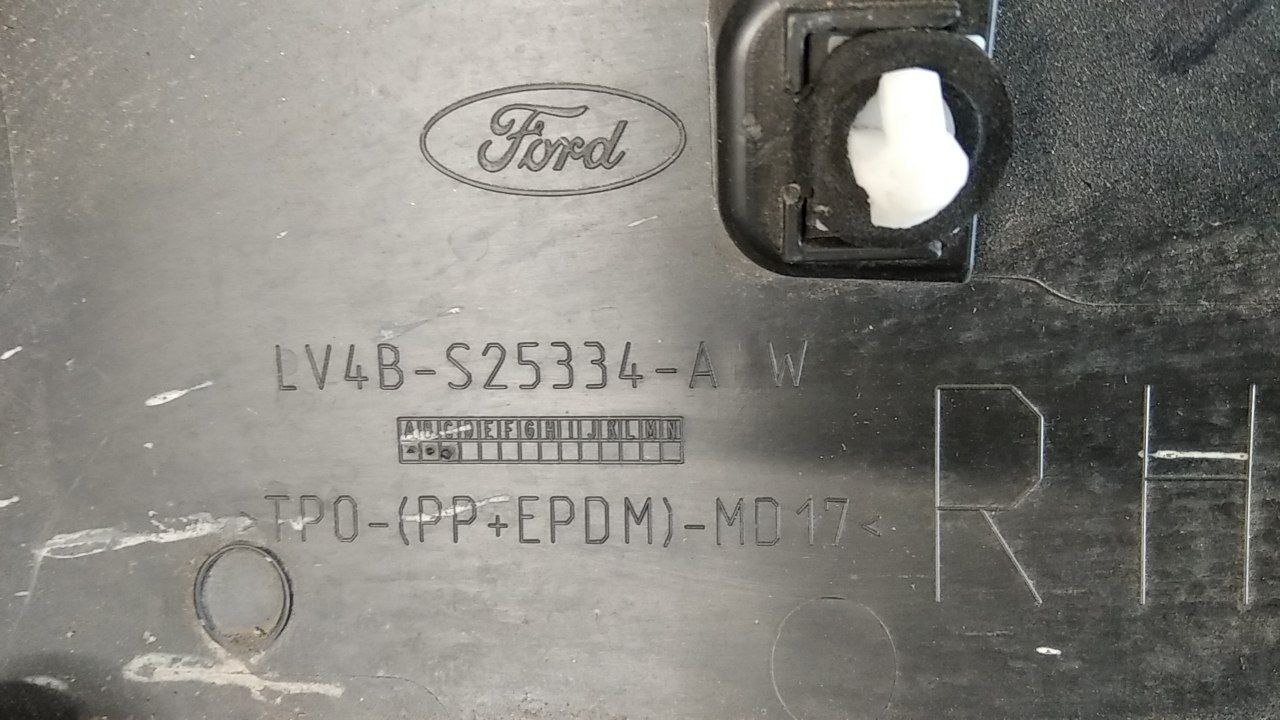 Ford
LV4B-S25334-A W
RH
A B C D E F G H I J K L M N
>TPO-(PP+EPDM)-MD17<